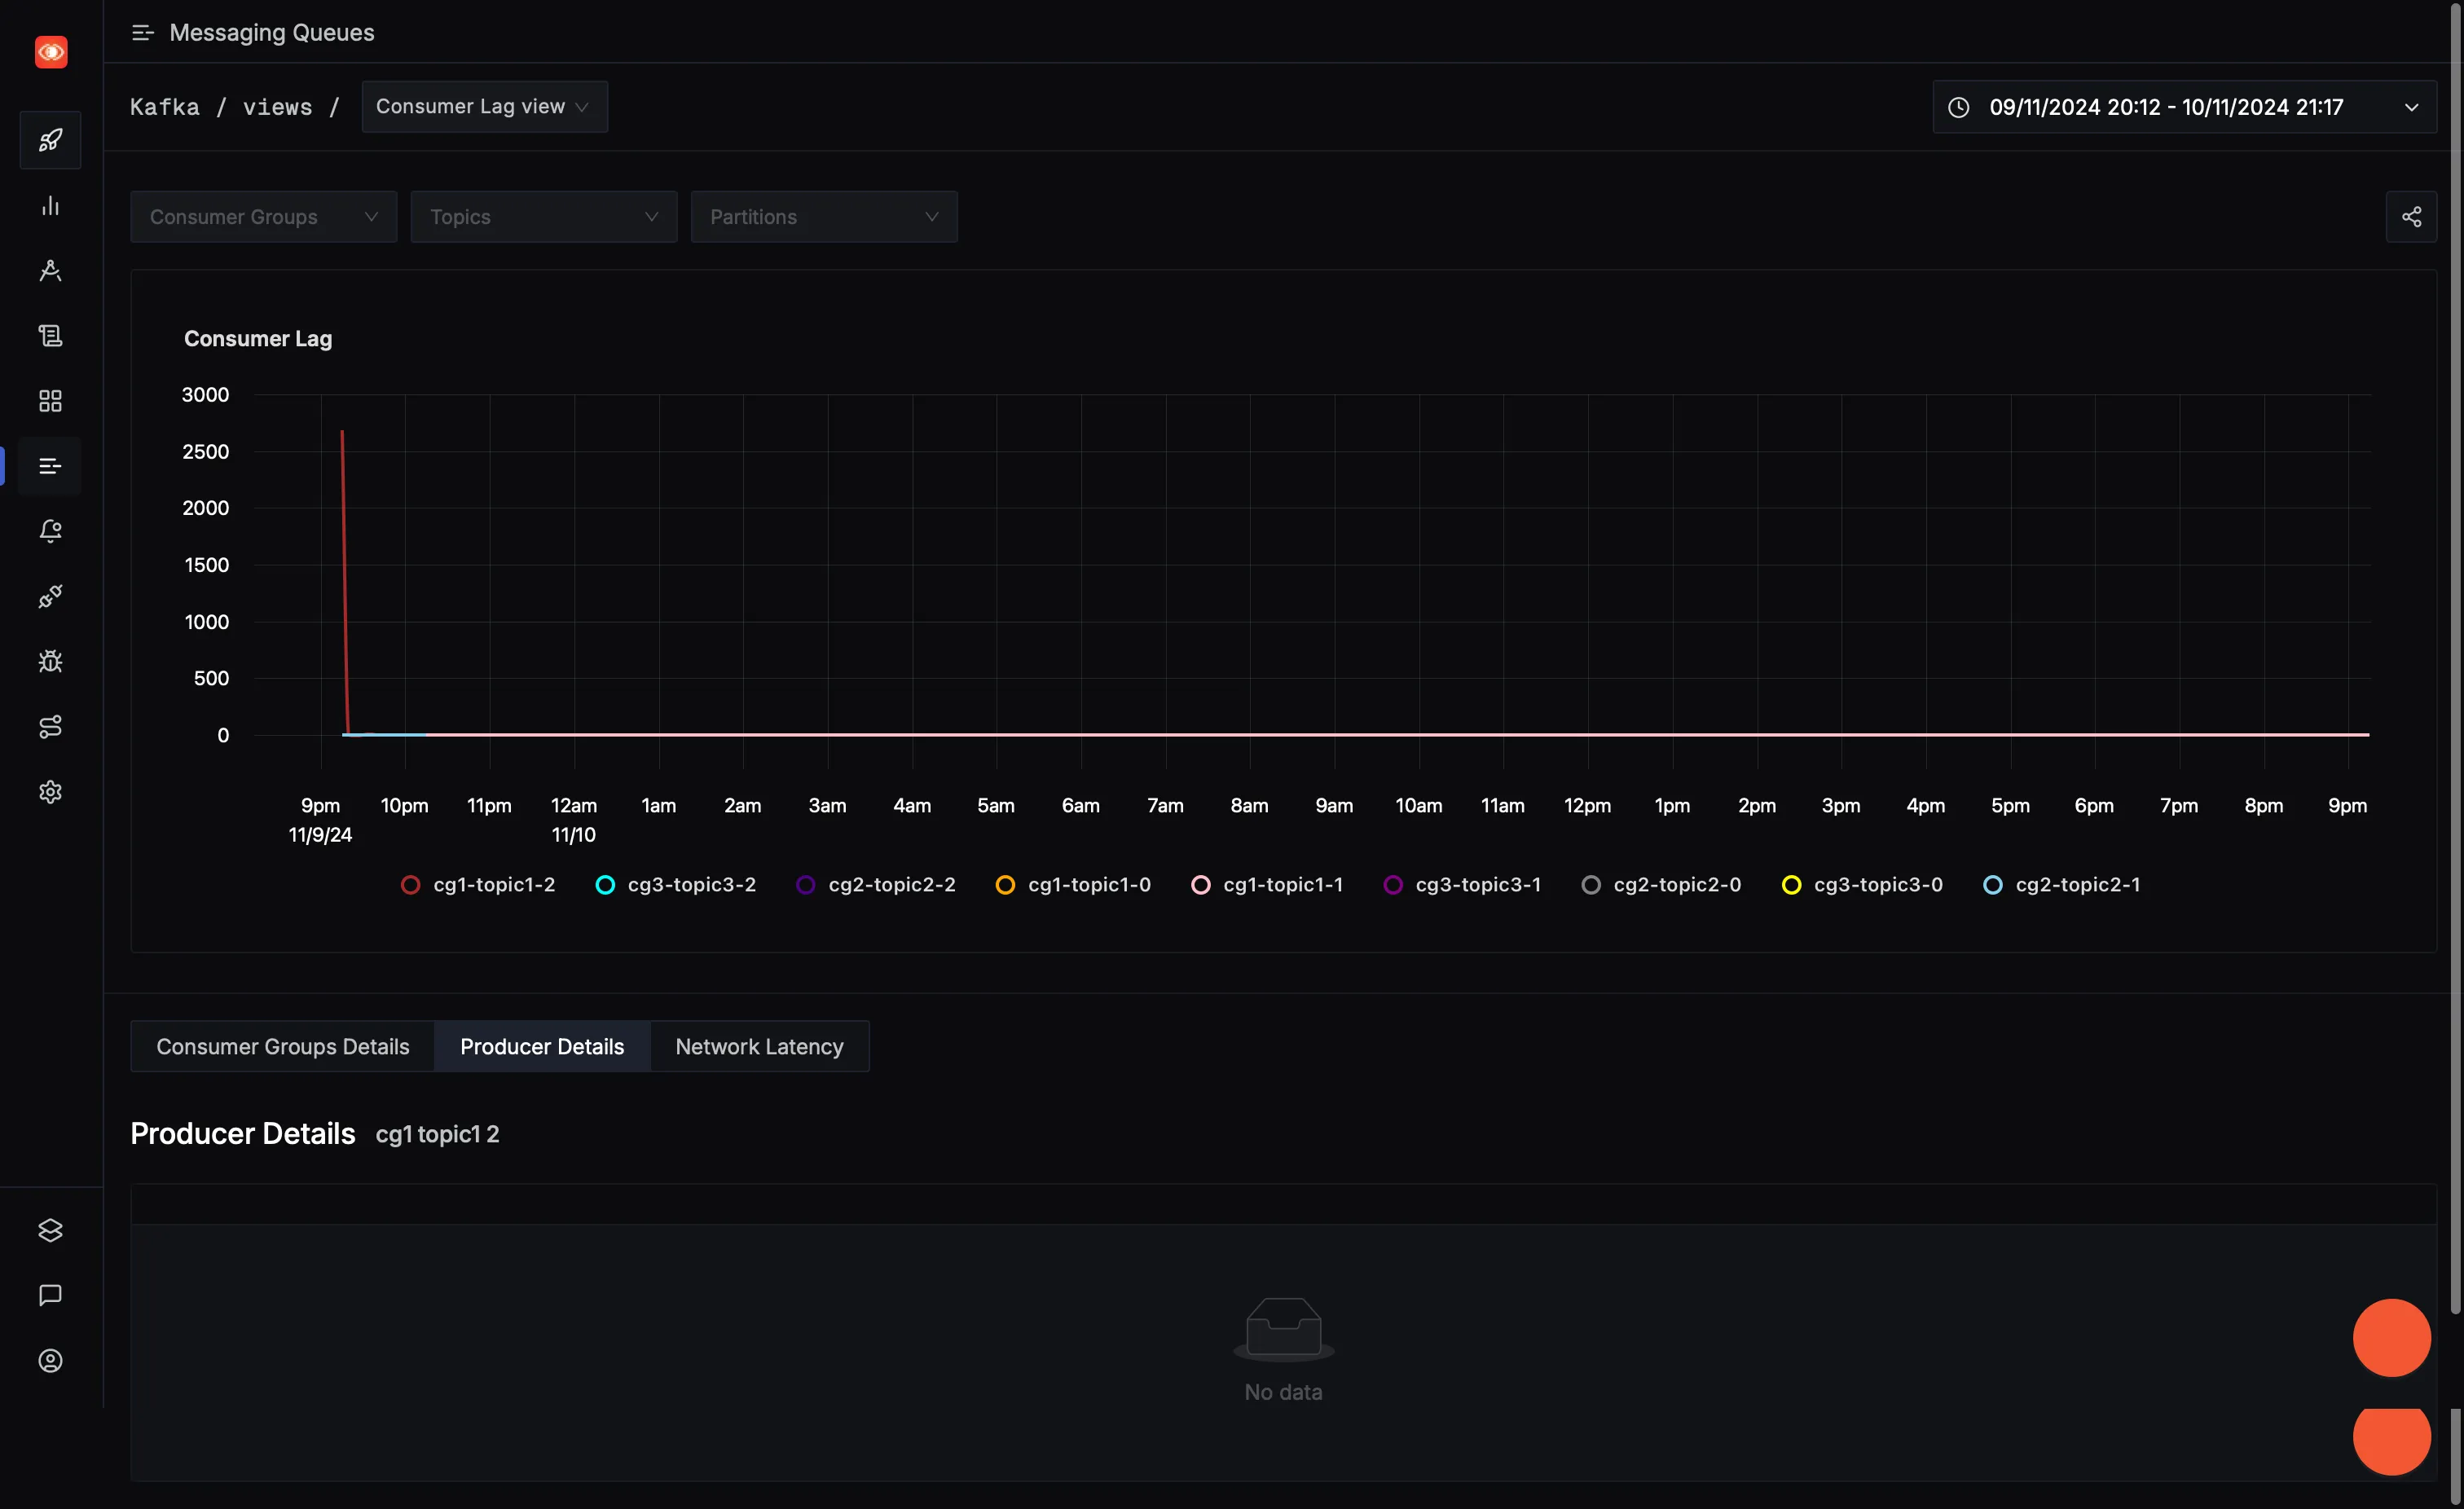 Messaging Queues
Kafka / views / Consumer Lag view
09/11/2024 20:12 - 10/11/2024 21:17
Consumer Groups Topics Partitions
Consumer Lag
3000
2500
2000
1500
1000
500
0
9pm 10pm 11pm 12am 1am 2am 3am 4am 5am 6am 7am 8am 9am 10am 11am 12pm 1pm 2pm 3pm 4pm 5pm 6pm 7pm 8pm 9pm
11/9/24 11/10
cg1-topic1-2 cg3-topic3-2 cg2-topic2-2 cg1-topic1-0 cg1-topic1-1 cg3-topic3-1 cg2-topic2-0 cg3-topic3-0 cg2-topic2-1
Consumer Groups Details Producer Details Network Latency
Producer Details cg1 topic1 2
No data